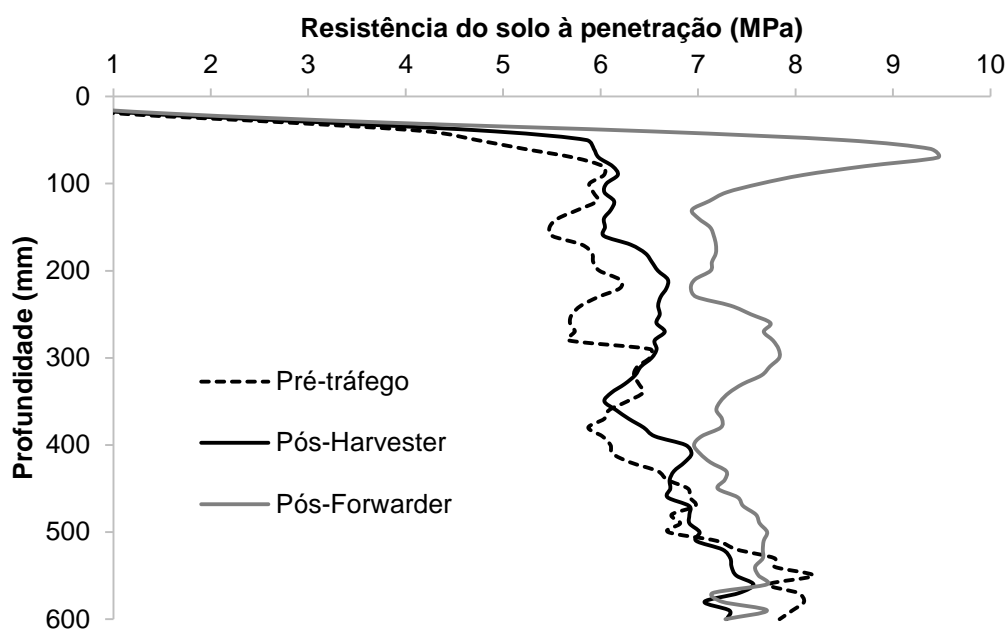 Resistência do solo à penetração (MPa)
1 2 3 4 5 6 7 8 9 10
0
100
200
300
400
500
600
Profundidade (mm)
Pré-tráfego
Pós-Harvester
Pós-Forwarder